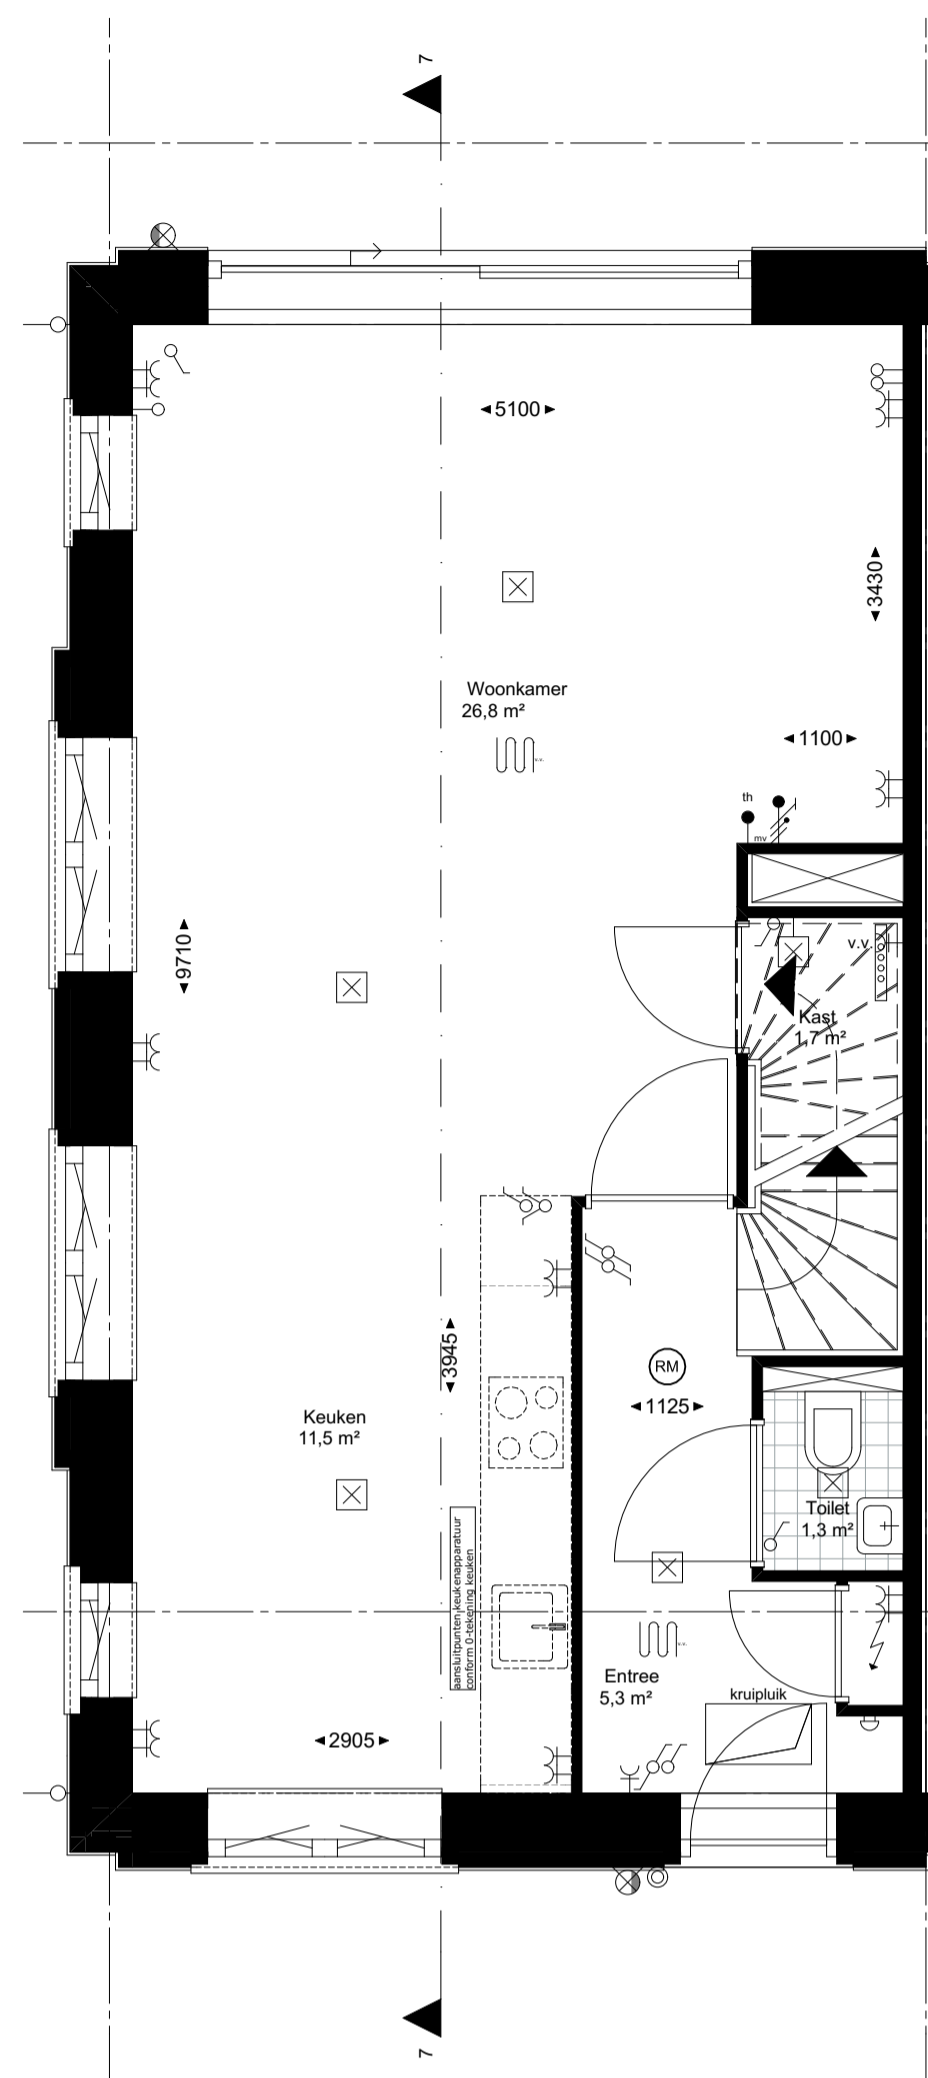 7
5100
3430
Woonkamer
26,8 m²
v.v.
1100
th
mv
v.v.
Kast
1,7 m²
9710
3945
RM
1125
Keuken
11,5 m²
Toilet
1,3 m²
aansluitpunten keukenapparatuur
conform 0-tekening keuken
v.v.
Entree
5,3 m²
kruipluik
2905
7